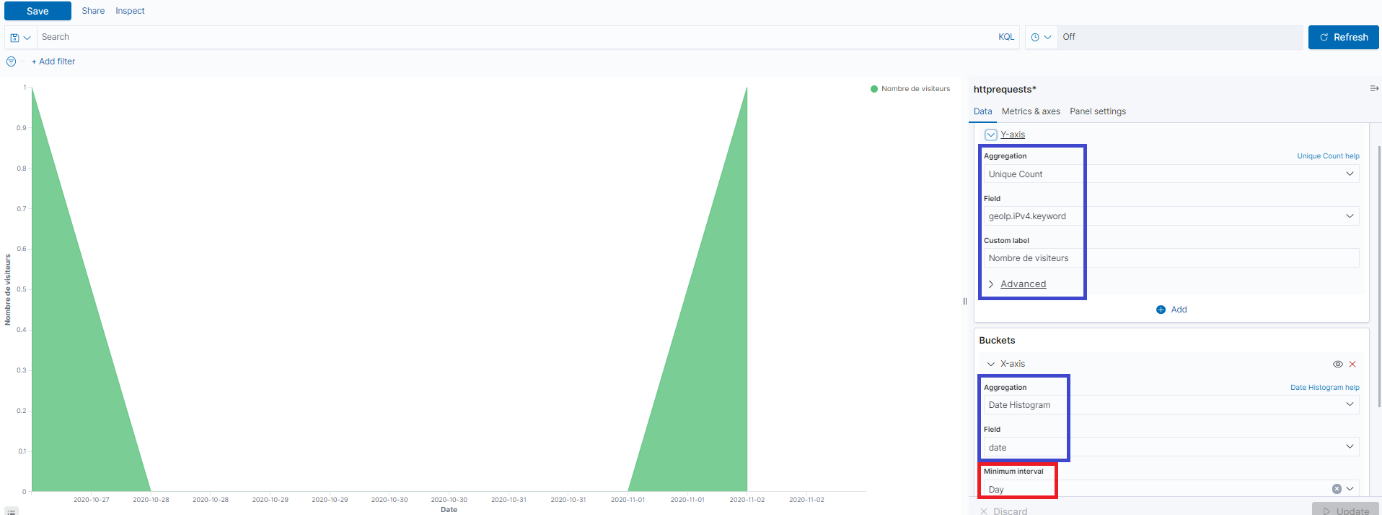 Save
Share
Inspect
Search
KQL
Off
Refresh
+ Add filter
1
0.9
0.8
0.7
0.6
0.5
0.4
0.3
0.2
0.1
0
Nombre de visiteurs
2020-10-27
2020-10-28
2020-10-28
2020-10-29
2020-10-29
2020-10-30
2020-10-30
2020-10-31
2020-10-31
2020-11-01
2020-11-01
2020-11-02
2020-11-02
Date
Nombre de visiteurs
httprequests*
Data
Metrics & axes
Panel settings
Y-axis
Aggregation
Unique Count help
Unique Count
Field
geoIp.iPv4.keyword
Custom label
Nombre de visiteurs
Advanced
Add
Buckets
X-axis
Aggregation
Date Histogram help
Date Histogram
Field
date
Minimum interval
Day
Discard
Update